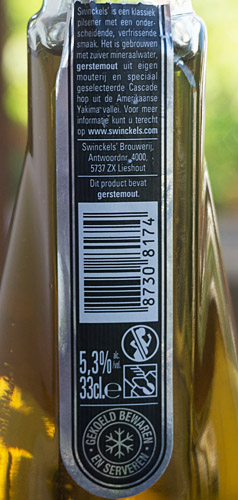 Swinckels' is een klassiek
pilsener met een onder-
scheidende, verfrissende
smaak. Het is gebrouwen
met zuiver mineraalwater,
gerstemout uit eigen
mouterij en speciaal
geselecteerde Cascade
hop uit de Amerikaanse
Yakima vallei. Voor meer
informatie kunt u terecht
op www.swinckels.com
Swinckels' Brouwerij,
Antwoordnr. 4000,
5737 ZX Lieshout
Dit product bevat
gerstemout.
8730 8174
5,3% alc./vol.
33cl.e
GEKOELD BEWAREN
EN SERVEREN